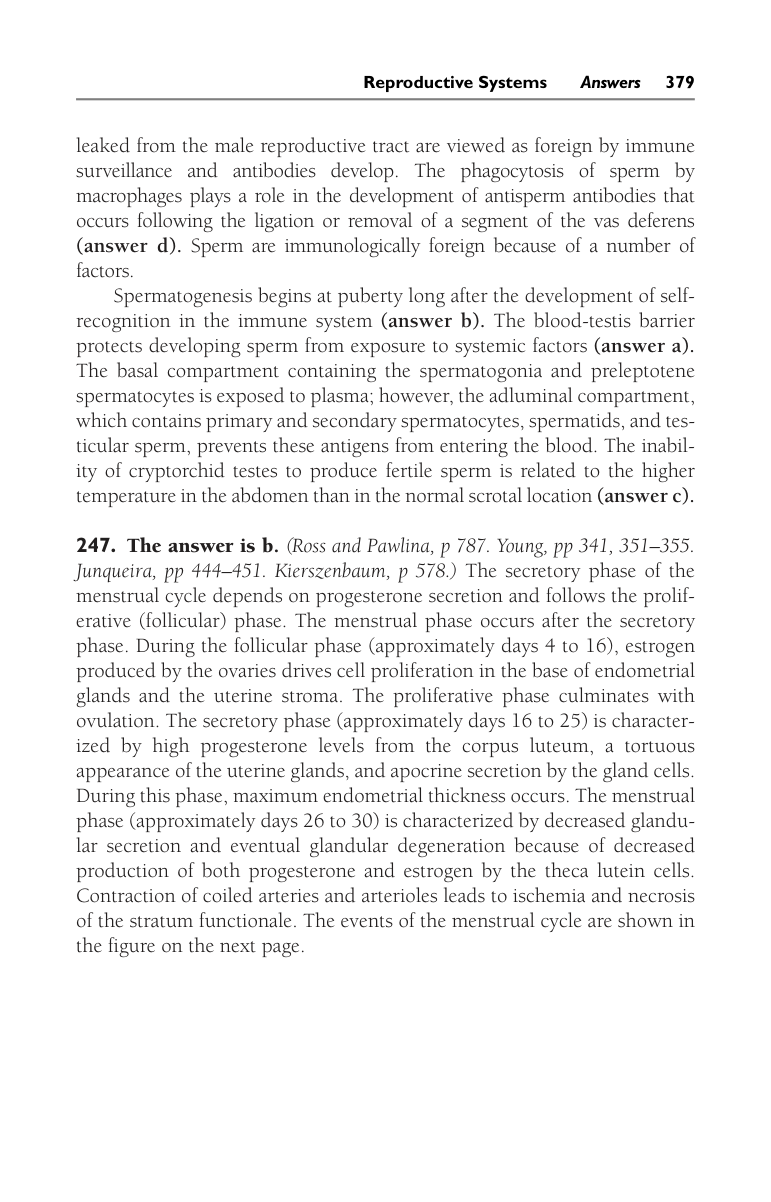 Reproductive Systems Answers 379
leaked from the male reproductive tract are viewed as foreign by immune
surveillance and antibodies develop. The phagocytosis of sperm by
macrophages plays a role in the development of antisperm antibodies that
occurs following the ligation or removal of a segment of the vas deferens
(answer d). Sperm are immunologically foreign because of a number of
factors.
Spermatogenesis begins at puberty long after the development of self-
recognition in the immune system (answer b). The blood-testis barrier
protects developing sperm from exposure to systemic factors (answer a).
The basal compartment containing the spermatogonia and preleptotene
spermatocytes is exposed to plasma; however, the adluminal compartment,
which contains primary and secondary spermatocytes, spermatids, and tes-
ticular sperm, prevents these antigens from entering the blood. The inabil-
ity of cryptorchid testes to produce fertile sperm is related to the higher
temperature in the abdomen than in the normal scrotal location (answer c).
247. The answer is b. (Ross and Pawlina, p 787. Young, pp 341, 351–355.
Junqueira, pp 444–451. Kierszenbaum, p 578.) The secretory phase of the
menstrual cycle depends on progesterone secretion and follows the prolif-
erative (follicular) phase. The menstrual phase occurs after the secretory
phase. During the follicular phase (approximately days 4 to 16), estrogen
produced by the ovaries drives cell proliferation in the base of endometrial
glands and the uterine stroma. The proliferative phase culminates with
ovulation. The secretory phase (approximately days 16 to 25) is character-
ized by high progesterone levels from the corpus luteum, a tortuous
appearance of the uterine glands, and apocrine secretion by the gland cells.
During this phase, maximum endometrial thickness occurs. The menstrual
phase (approximately days 26 to 30) is characterized by decreased glandu-
lar secretion and eventual glandular degeneration because of decreased
production of both progesterone and estrogen by the theca lutein cells.
Contraction of coiled arteries and arterioles leads to ischemia and necrosis
of the stratum functionale. The events of the menstrual cycle are shown in
the figure on the next page.